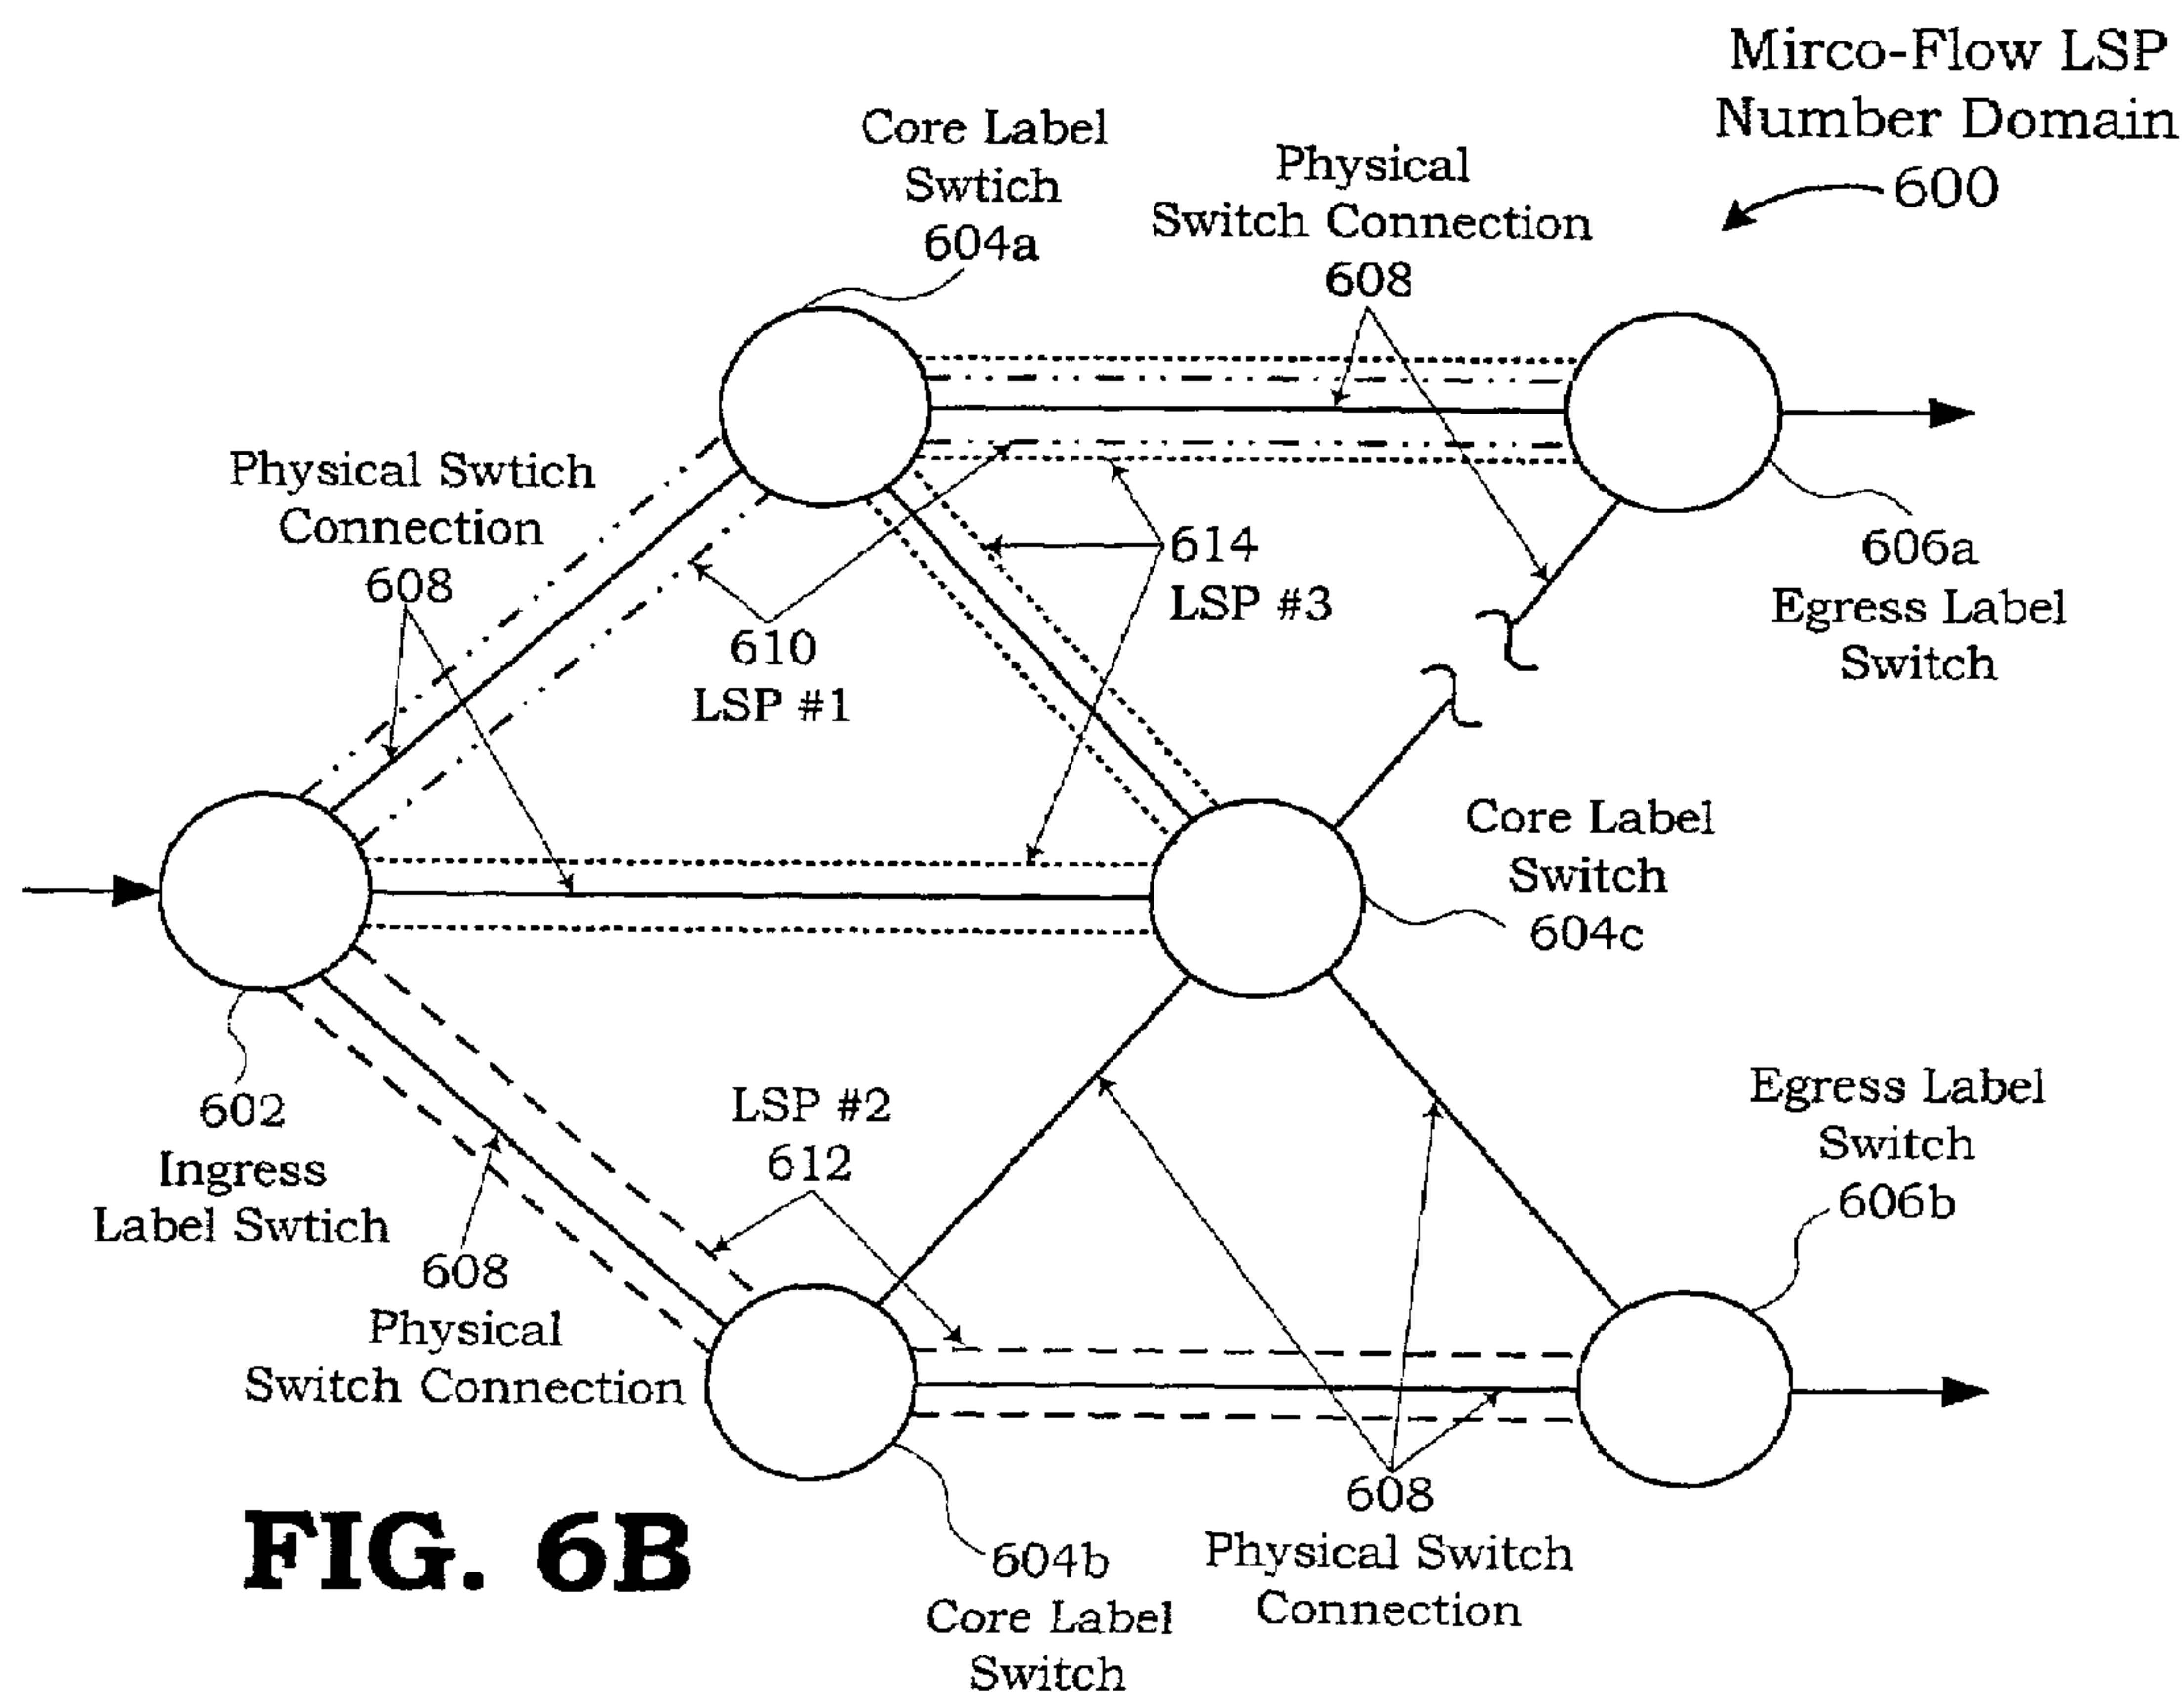 Mirco-Flow LSP
Number Domain
600
Core Label
Swtich
604a
Physical
Switch Connection
608
Physical Swtich
Connection
608
606a
Egress Label
Switch
614
LSP #3
610
LSP #1
Core Label
Switch
604c
602
Ingress
Label Swtich
LSP #2
612
Egress Label
Switch
606b
608
Physical
Switch Connection
608
Physical Switch
Connection
604b
Core Label
Switch
FIG. 6B